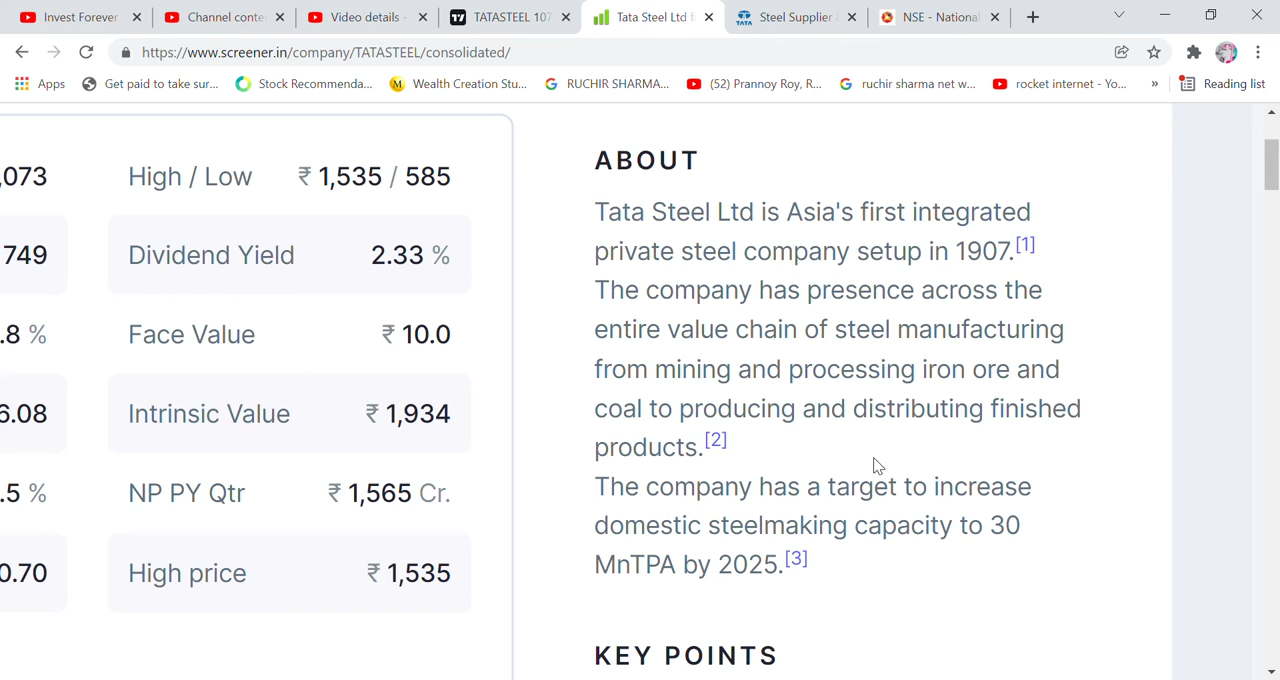 Invest Forever
Channel conte
Video details -
TATASTEEL 107
Tata Steel Ltd fi
Steel Supplier
NSE - National
https://www.screener.in/company/TATASTEEL/consolidated/
Apps
Get paid to take sur...
Stock Recommenda...
Wealth Creation Stu...
RUCHIR SHARMA...
(52) Prannoy Roy, R...
ruchir sharma net w...
rocket internet - Yo...
»
Reading list
,073
High / Low ₹ 1,535 / 585
749
Dividend Yield 2.33 %
.8 %
Face Value ₹ 10.0
6.08
Intrinsic Value ₹ 1,934
.5 %
NP PY Qtr ₹ 1,565 Cr.
0.70
High price ₹ 1,535
ABOUT
Tata Steel Ltd is Asia's first integrated
private steel company setup in 1907.[1]
The company has presence across the
entire value chain of steel manufacturing
from mining and processing iron ore and
coal to producing and distributing finished
products.[2]
The company has a target to increase
domestic steelmaking capacity to 30
MnTPA by 2025.[3]
KEY POINTS